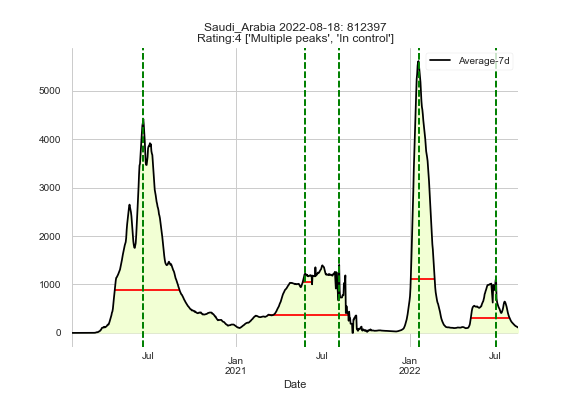 Saudi_Arabia 2022-08-18: 812397
Rating:4 ['Multiple peaks', 'In control']
Average-7d
5000
4000
3000
2000
1000
0
Jul
Jan
2021
Jul
Jan
2022
Jul
Date